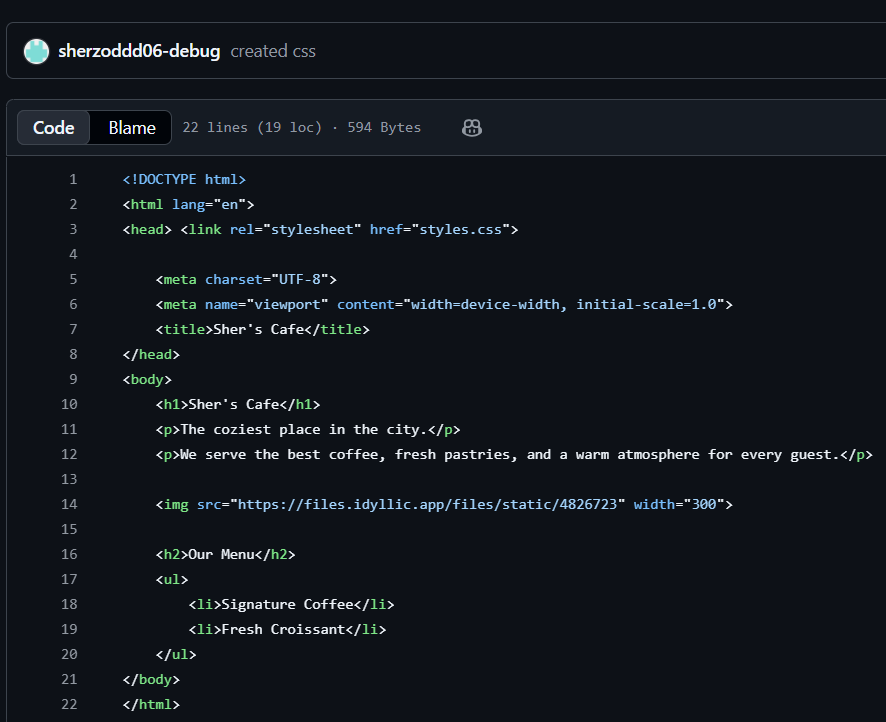 sherzoddd06-debug created css
Code Blame 22 lines (19 loc) · 594 Bytes
1 <!DOCTYPE html>
2 <html lang="en">
3 <head> <link rel="stylesheet" href="styles.css">
4
5     <meta charset="UTF-8">
6     <meta name="viewport" content="width=device-width, initial-scale=1.0">
7     <title>Sher's Cafe</title>
8 </head>
9 <body>
10     <h1>Sher's Cafe</h1>
11     <p>The coziest place in the city.</p>
12     <p>We serve the best coffee, fresh pastries, and a warm atmosphere for every guest.</p>
13
14     <img src="https://files.idyllic.app/files/static/4826723" width="300">
15
16     <h2>Our Menu</h2>
17     <ul>
18         <li>Signature Coffee</li>
19         <li>Fresh Croissant</li>
20     </ul>
21 </body>
22 </html>